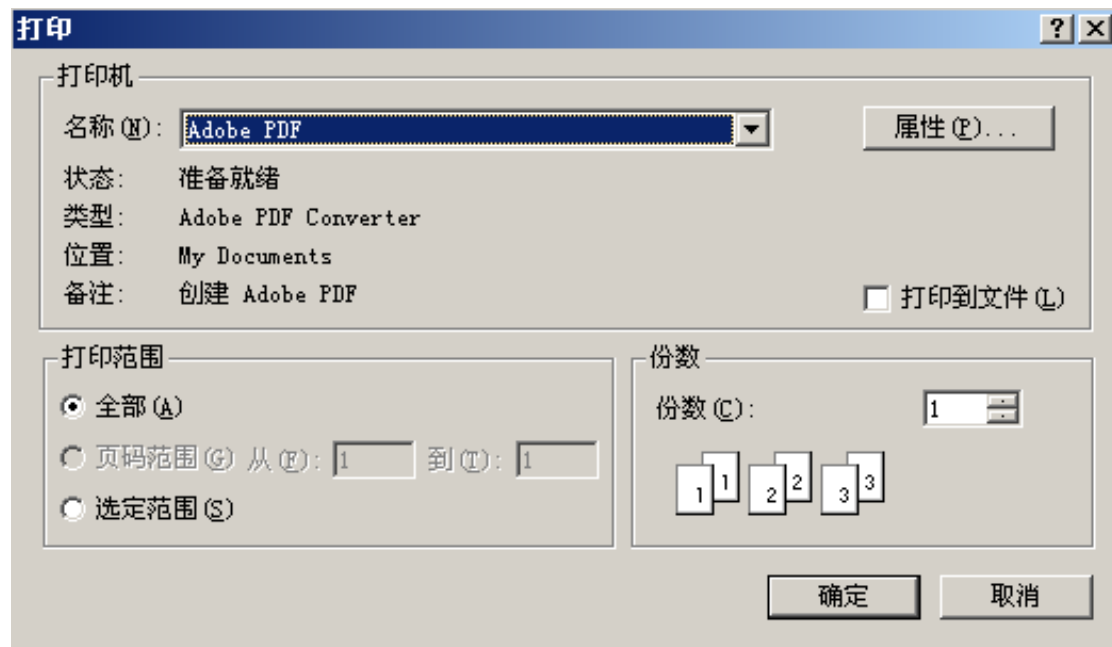 打印
打印机
名称(N): Adobe PDF 属性(P)...
状态: 准备就绪
类型: Adobe PDF Converter
位置: My Documents
备注: 创建 Adobe PDF 打印到文件(L)
打印范围 份数
全部(A) 份数(C): 1
页码范围(G) 从(F): 1 到(T): 1
选定范围(S)
1 1 2 2 3 3
确定 取消